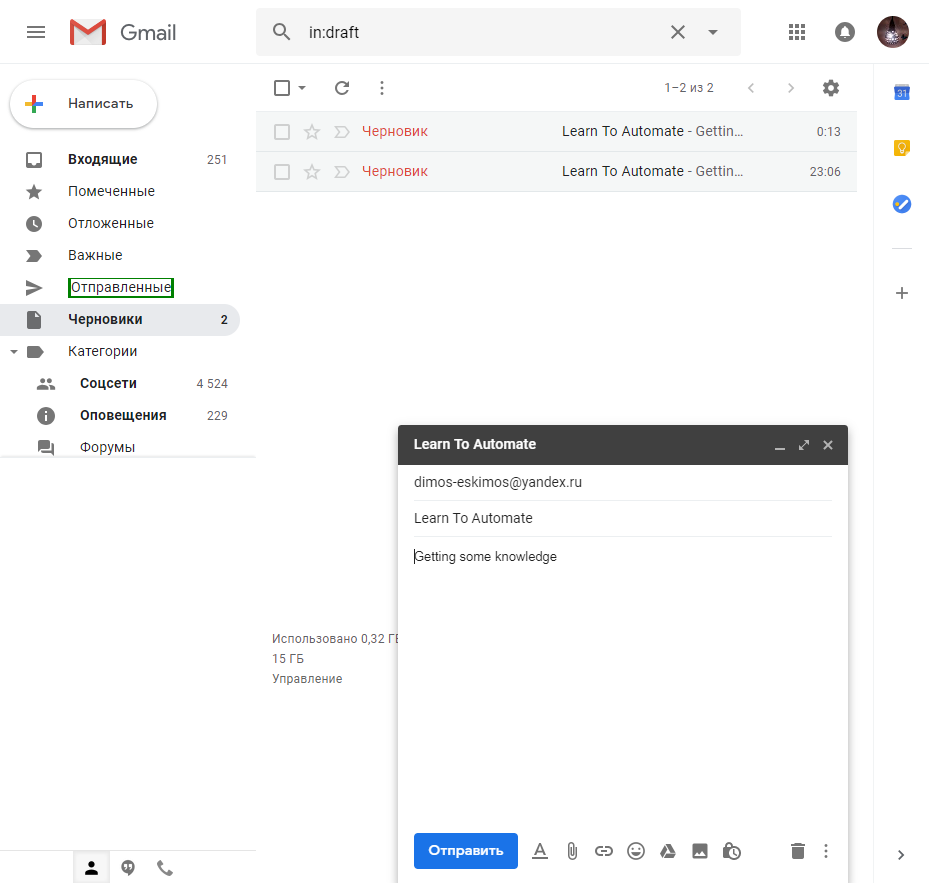 Gmail
in:draft
Написать
1–2 из 2
31
Входящие 251
Помеченные
Отложенные
Важные
Отправленные
Черновики 2
Категории
Соцсети 4 524
Оповещения 229
Форумы
Черновик Learn To Automate - Gettin... 0:13
Черновик Learn To Automate - Gettin... 23:06
Использовано 0,32 ГБ
15 ГБ
Управление
Learn To Automate
dimos-eskimos@yandex.ru
Learn To Automate
Getting some knowledge
Отправить